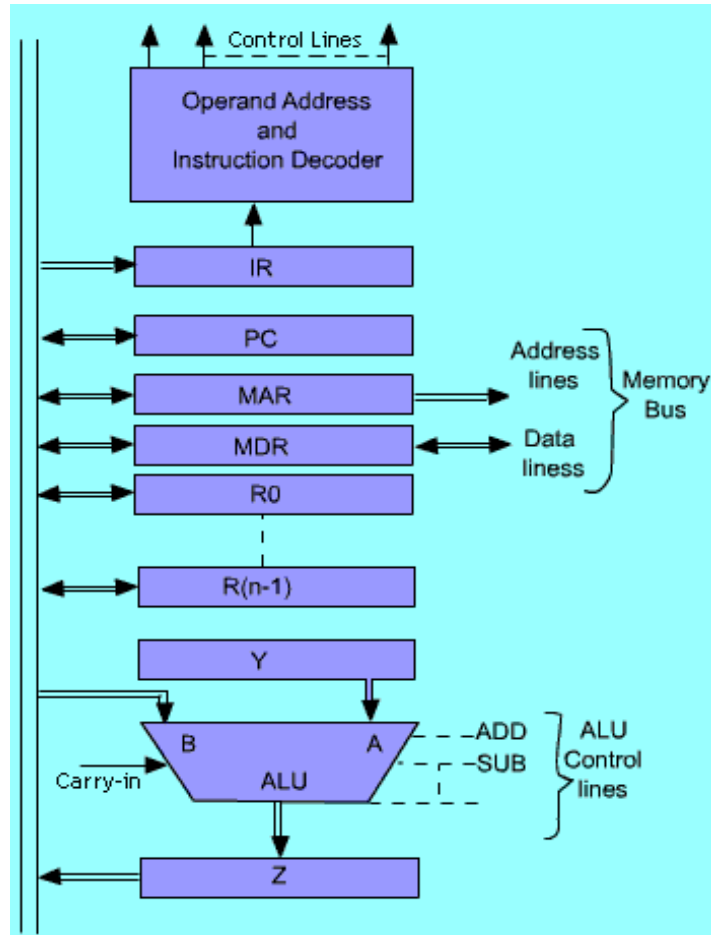 Control Lines
Operand Address
and
Instruction Decoder
IR
PC
MAR
Address
lines
Memory
Bus
MDR
Data
liness
R0
R(n-1)
Y
B
A
ADD
SUB
ALU
Control
lines
Carry-in
ALU
Z